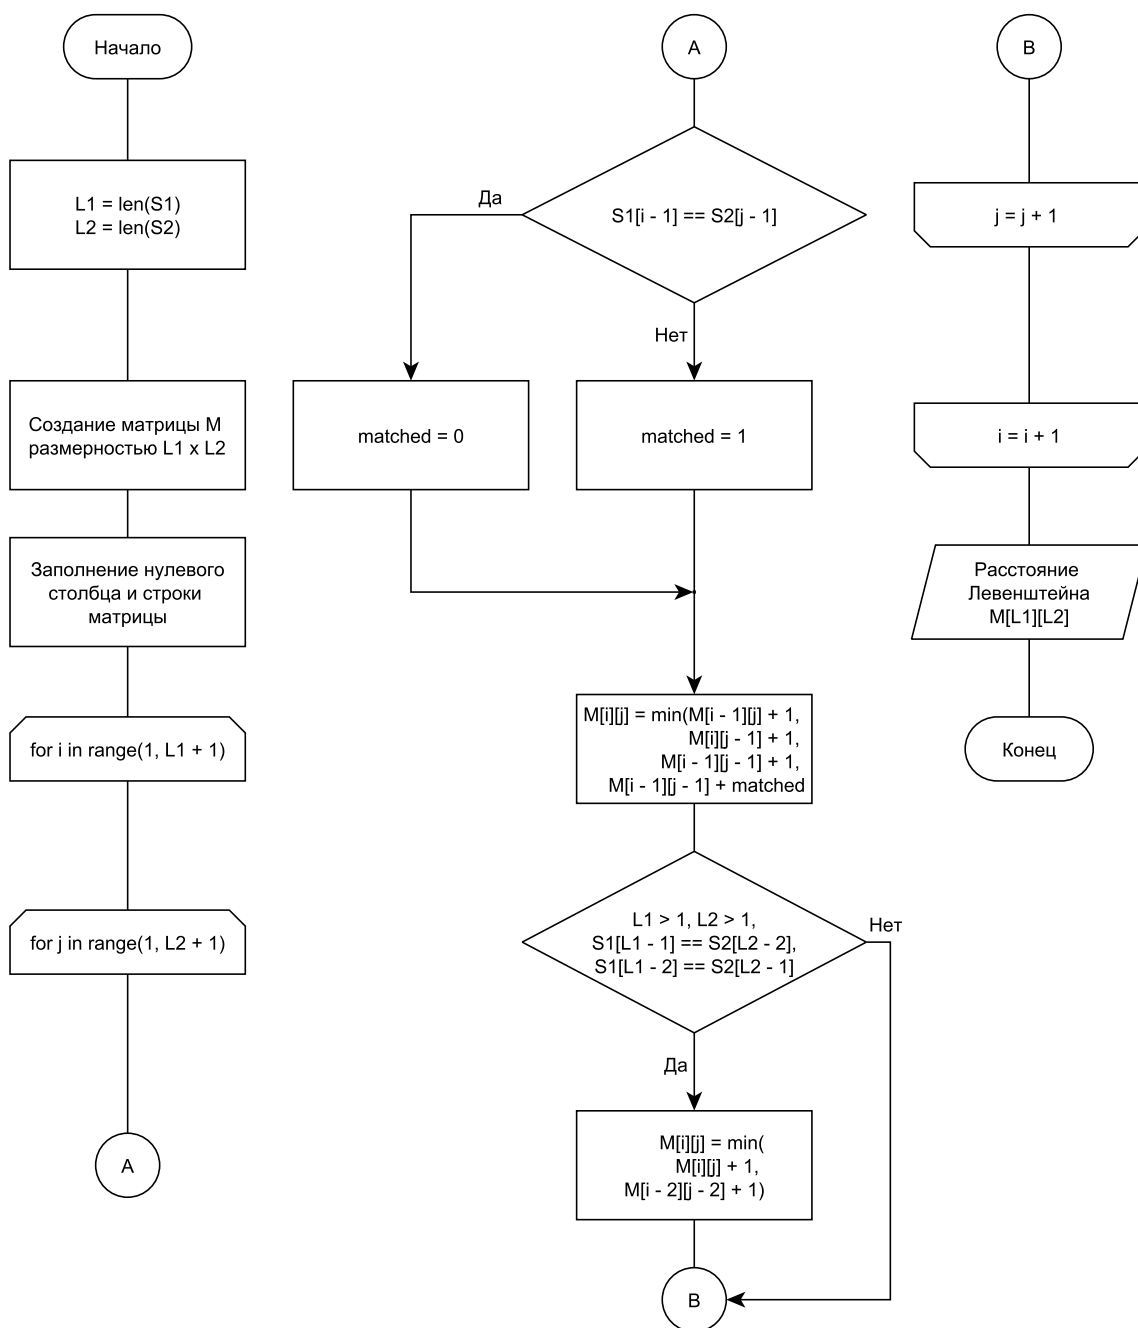 Начало
L1 = len(S1)
L2 = len(S2)
Создание матрицы M
размерностью L1 x L2
Заполнение нулевого
столбца и строки
матрицы
for i in range(1, L1 + 1)
for j in range(1, L2 + 1)
A
A
S1[i - 1] == S2[j - 1]
Да
Нет
matched = 0
matched = 1
M[i][j] = min(M[i - 1][j] + 1,
M[i][j - 1] + 1,
M[i - 1][j - 1] + 1,
M[i - 1][j - 1] + matched
L1 > 1, L2 > 1,
S1[L1 - 1] == S2[L2 - 2],
S1[L1 - 2] == S2[L2 - 1]
Нет
Да
M[i][j] = min(
M[i][j] + 1,
M[i - 2][j - 2] + 1)
B
B
j = j + 1
i = i + 1
Расстояние
Левенштейна
M[L1][L2]
Конец